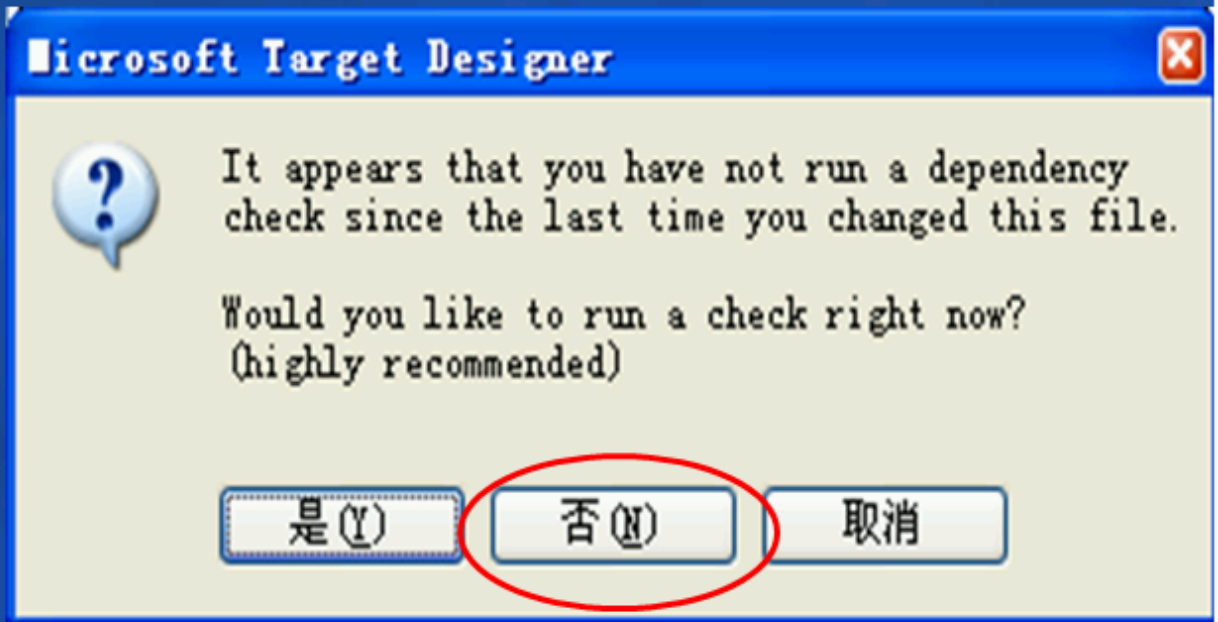 Microsoft Target Designer
It appears that you have not run a dependency
check since the last time you changed this file.
Would you like to run a check right now?
(highly recommended)
是(Y)
否(N)
取消